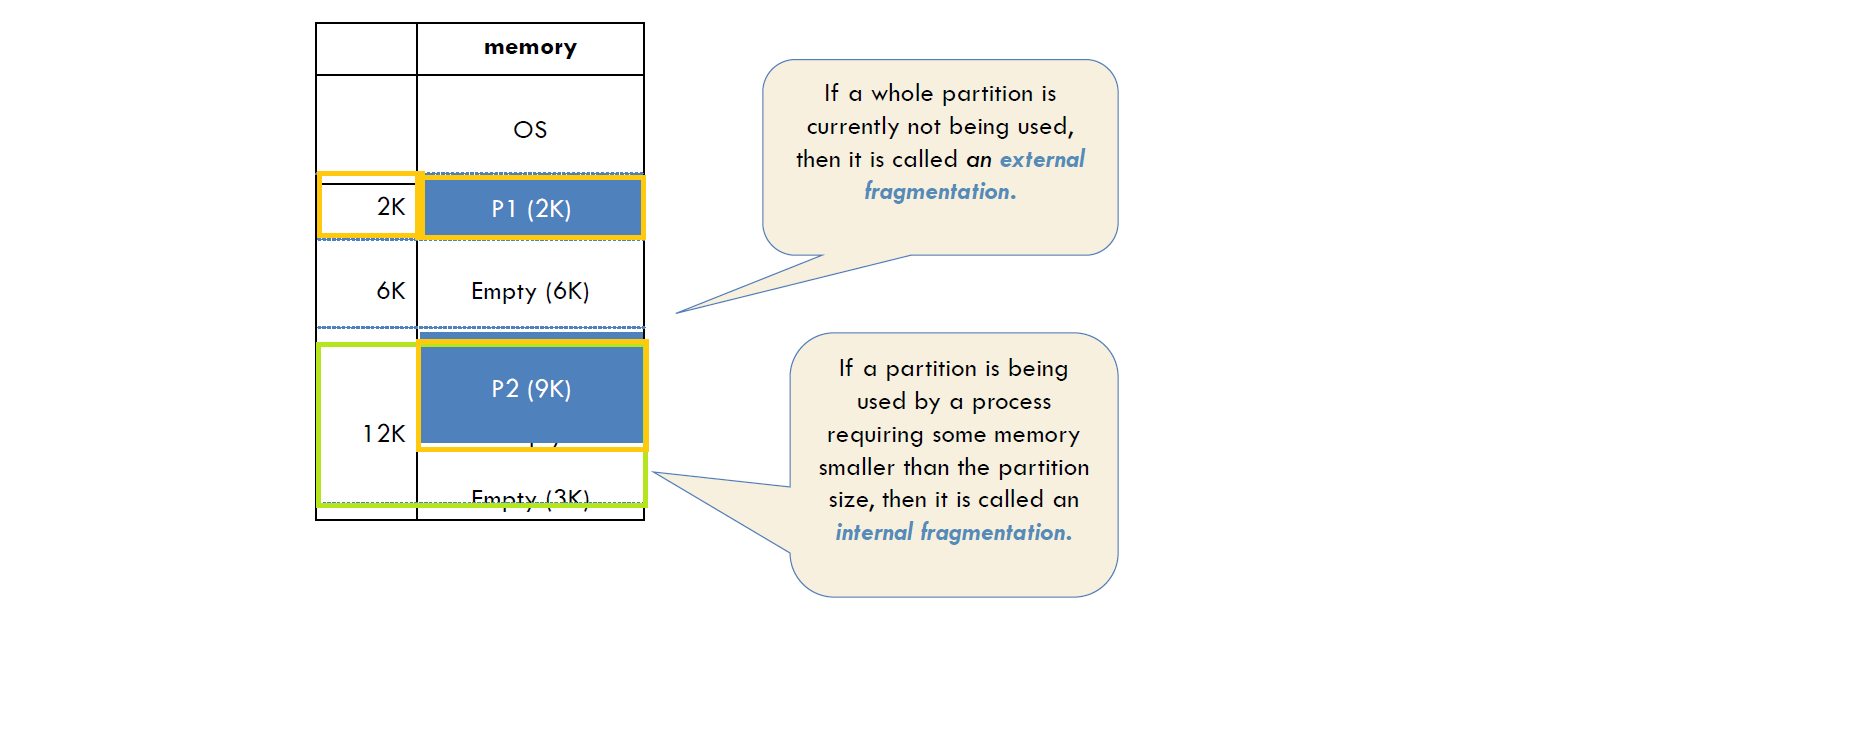 memory
OS
2K
P1 (2K)
6K
Empty (6K)
P2 (9K)
12K
Empty (3K)
If a whole partition is
currently not being used,
then it is called an external
fragmentation.
If a partition is being
used by a process
requiring some memory
smaller than the partition
size, then it is called an
internal fragmentation.